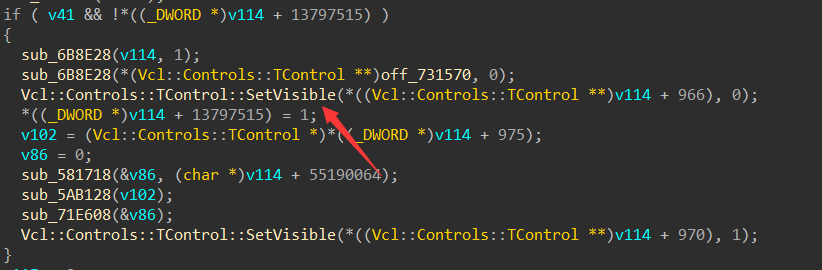 if ( v41 && !*((_DWORD *)v114 + 13797515) )
{
sub_6B8E28(v114, 1);
sub_6B8E28(*(Vcl::Controls::TControl **)off_731570, 0);
Vcl::Controls::TControl::SetVisible(*((Vcl::Controls::TControl **)v114 + 966), 0);
*((_DWORD *)v114 + 13797515) = 1;
v102 = (Vcl::Controls::TControl *)*((_DWORD *)v114 + 975);
v86 = 0;
sub_581718(&v86, (char *)v114 + 55190064);
sub_5AB128(v102);
sub_71E608(&v86);
Vcl::Controls::TControl::SetVisible(*((Vcl::Controls::TControl **)v114 + 970), 1);
}